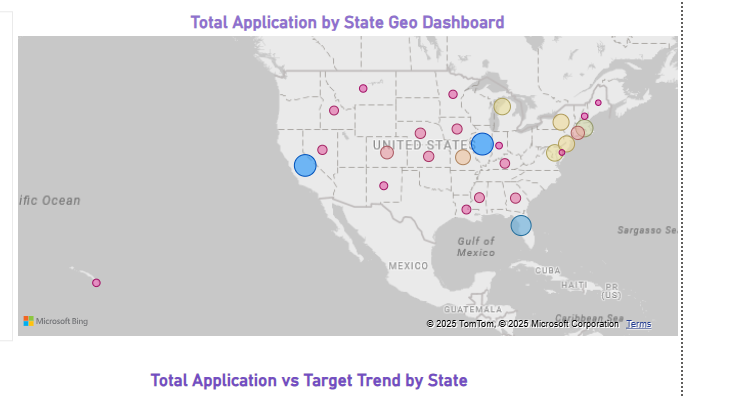 Total Application by State Geo Dashboard
UNITED STATES
ific Ocean
Sargasso Se
Gulf of
Mexico
MEXICO
CUBA
HAITI
PR
(US)
GUATEMALA
Caribbean Sea
Microsoft Bing
© 2025 TomTom, © 2025 Microsoft Corporation Terms
Total Application vs Target Trend by State